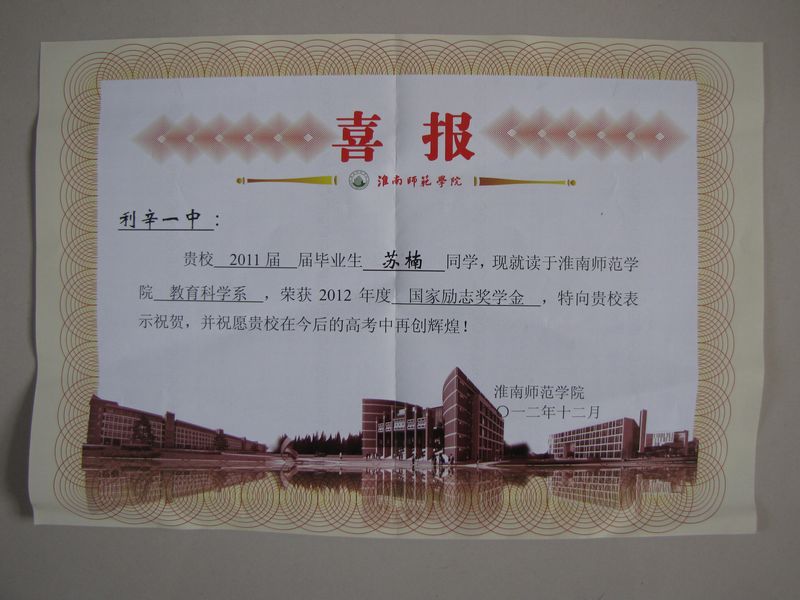 喜报
淮南师范学院
利辛一中：
贵校 2011届 届毕业生 苏楠 同学，现就读于淮南师范学
院 教育科学系 ，荣获 2012 年度 国家励志奖学金 ，特向贵校表
示祝贺，并祝愿贵校在今后的高考中再创辉煌！
淮南师范学院
〇一二年十二月